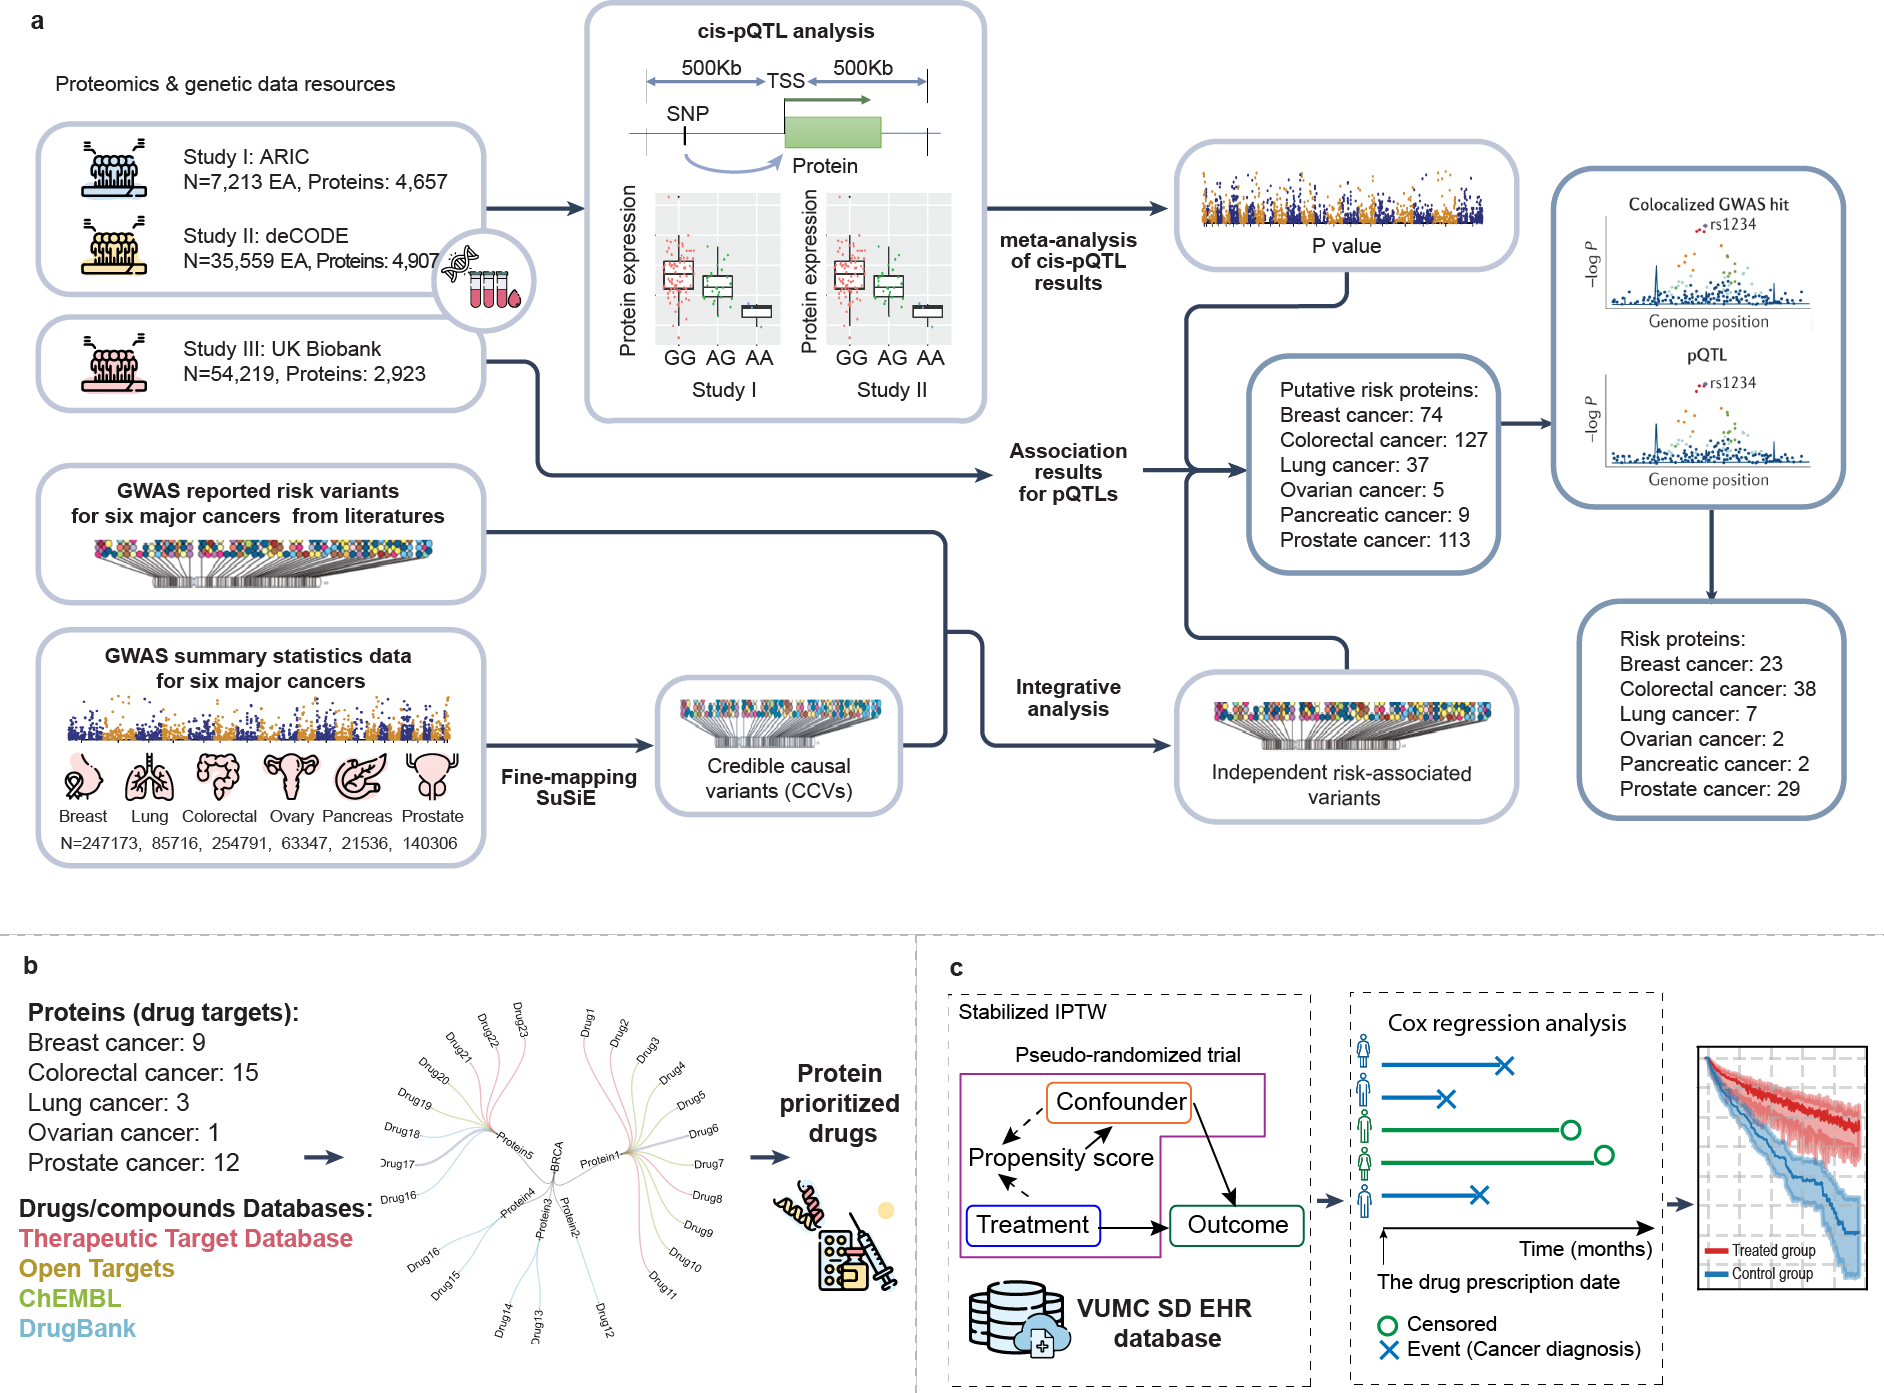 a
Proteomics & genetic data resources
Study I: ARIC
N=7,213 EA, Proteins: 4,657
Study II: deCODE
N=35,559 EA, Proteins: 4,907
Study III: UK Biobank
N=54,219, Proteins: 2,923
GWAS reported risk variants
for six major cancers from literatures
GWAS summary statistics data
for six major cancers
Breast Lung Colorectal Ovary Pancreas Prostate
N=247173, 85716, 254791, 63347, 21536, 140306
cis-pQTL analysis
500Kb TSS 500Kb
SNP
Protein
Protein expression
GG AG AA
Study I
Protein expression
GG AG AA
Study II
meta-analysis
of cis-pQTL
results
Association
results
for pQTLs
Fine-mapping
SuSiE
Credible causal
variants (CCVs)
Integrative
analysis
P value
Putative risk proteins:
Breast cancer: 74
Colorectal cancer: 127
Lung cancer: 37
Ovarian cancer: 5
Pancreatic cancer: 9
Prostate cancer: 113
Independent risk-associated
variants
Colocalized GWAS hit
rs1234
−log P
Genome position
pQTL
rs1234
−log P
Genome position
Risk proteins:
Breast cancer: 23
Colorectal cancer: 38
Lung cancer: 7
Ovarian cancer: 2
Pancreatic cancer: 2
Prostate cancer: 29
b
Proteins (drug targets):
Breast cancer: 9
Colorectal cancer: 15
Lung cancer: 3
Ovarian cancer: 1
Prostate cancer: 12
Drugs/compounds Databases:
Therapeutic Target Database
Open Targets
ChEMBL
DrugBank
BRCA
Protein1
Protein2
Protein3
Protein4
Protein5
Drug1
Drug2
Drug3
Drug4
Drug5
Drug6
Drug7
Drug8
Drug9
Drug10
Drug11
Drug12
Drug13
Drug14
Drug15
Drug16
Drug16
Drug17
Drug18
Drug19
Drug20
Drug21
Drug22
Drug23
Protein
prioritized
drugs
c
Stabilized IPTW
Pseudo-randomized trial
Confounder
Propensity score
Treatment
Outcome
VUMC SD EHR
database
Cox regression analysis
Time (months)
The drug prescription date
Censored
Event (Cancer diagnosis)
Treated group
Control group